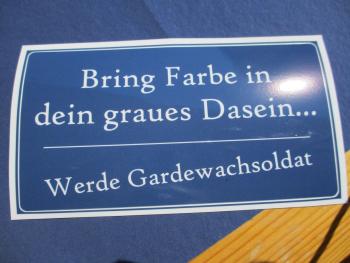 Bring Farbe in
dein graues Dasein...
Werde Gardewachsoldat